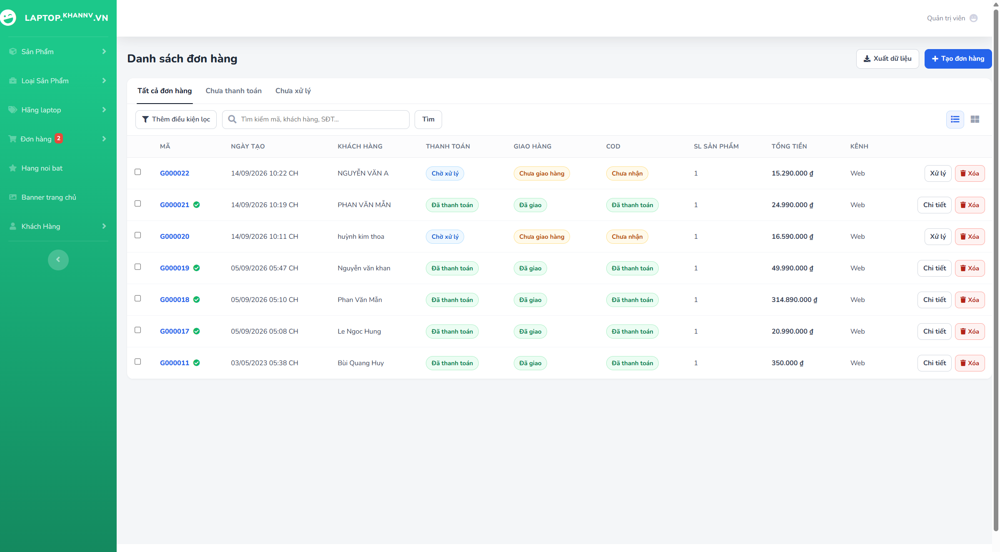 LAPTOP.KHANNV.VN
Quản trị viên
Sản Phẩm
Loại Sản Phẩm
Hãng laptop
Đơn hàng 2
Hang noi bat
Banner trang chủ
Khách Hàng
Danh sách đơn hàng
Xuất dữ liệu
Tạo đơn hàng
Tất cả đơn hàng Chưa thanh toán Chưa xử lý
Thêm điều kiện lọc Tìm kiếm mã, khách hàng, SĐT... Tìm
MÃ NGÀY TẠO KHÁCH HÀNG THANH TOÁN GIAO HÀNG COD SL SẢN PHẨM TỔNG TIỀN KÊNH
G000022 14/09/2026 10:22 CH NGUYỄN VĂN A Chờ xử lý Chưa giao hàng Chưa nhận 1 15.290.000 ₫ Web Xử lý Xóa
G000021 14/09/2026 10:19 CH PHAN VĂN MẪN Đã thanh toán Đã giao Đã thanh toán 1 24.990.000 ₫ Web Chi tiết Xóa
G000020 14/09/2026 10:11 CH huỳnh kim thoa Chờ xử lý Chưa giao hàng Chưa nhận 1 16.590.000 ₫ Web Xử lý Xóa
G000019 05/09/2026 05:47 CH Nguyễn văn khan Đã thanh toán Đã giao Đã thanh toán 1 49.990.000 ₫ Web Chi tiết Xóa
G000018 05/09/2026 05:10 CH Phan Văn Mẫn Đã thanh toán Đã giao Đã thanh toán 1 314.890.000 ₫ Web Chi tiết Xóa
G000017 05/09/2026 05:08 CH Le Ngoc Hung Đã thanh toán Đã giao Đã thanh toán 1 20.990.000 ₫ Web Chi tiết Xóa
G000011 03/05/2023 05:38 CH Bùi Quang Huy Đã thanh toán Đã giao Đã thanh toán 1 350.000 ₫ Web Chi tiết Xóa